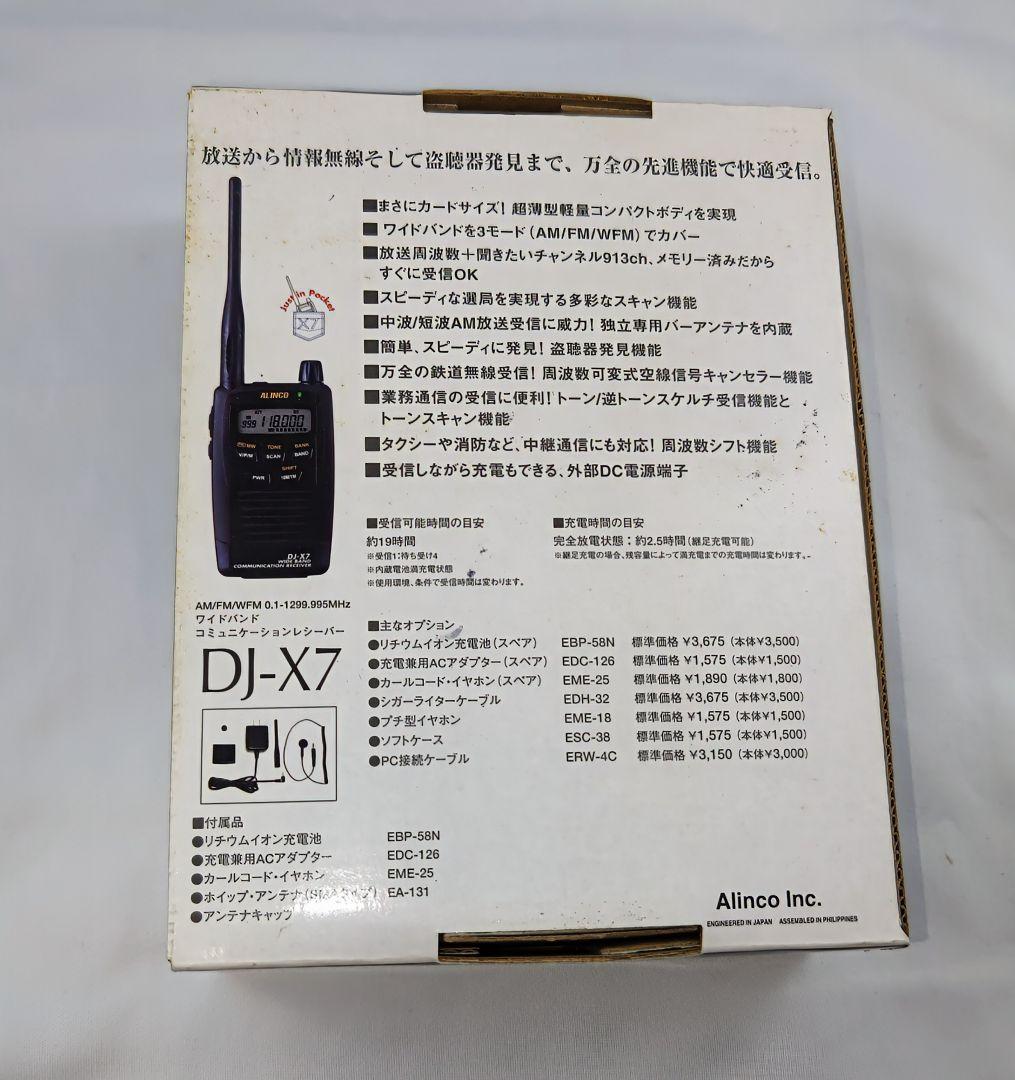 放送から情報無線そして盗聴器発見まで、万全の先進機能で快適受信。
■まさにカードサイズ! 超薄型軽量コンパクトボディを実現
■ワイドバンドを3モード(AM/FM/WFM)でカバー
■放送周波数+聞きたいチャンネル913ch、メモリー済みだから
すぐに受信OK
■スピーディな選局を実現する多彩なスキャン機能
■中波/短波AM放送受信に威力! 独立専用バーアンテナを内蔵
■簡単、スピーディに発見! 盗聴器発見機能
■万全の鉄道無線受信! 周波数可変式空線信号キャンセラー機能
■業務通信の受信に便利! トーン/逆トーンスケルチ受信機能と
トーンスキャン機能
■タクシーや消防など、中継通信にも対応! 周波数シフト機能
■受信しながら充電もできる、外部DC電源端子
Just in Pocket
X7
ALINCO
999 118.000
MW TONE BANK
V/P/M SCAN BAND
SHIFT
PWR 10M/1M
DJ-X7
WIDE BAND
COMMUNICATION RECEIVER
■受信可能時間の目安
約19時間
※受信1:待ち受け4
※内蔵電池満充電状態
※使用環境、条件で受信時間は変わります。
■充電時間の目安
完全放電状態:約2.5時間(継足充電可能)
※継足充電の場合、残容量によって満充電までの充電時間は変わります。
AM/FM/WFM 0.1-1299.995MHz
ワイドバンド
コミュニケーションレシーバー
DJ-X7
■主なオプション
●リチウムイオン充電池(スペア) EBP-58N 標準価格 ¥3,675(本体¥3,500)
●充電兼用ACアダプター(スペア) EDC-126 標準価格 ¥1,575(本体¥1,500)
●カールコード・イヤホン(スペア) EME-25 標準価格 ¥1,890(本体¥1,800)
●シガーライターケーブル EDH-32 標準価格 ¥3,675(本体¥3,500)
●プチ型イヤホン EME-18 標準価格 ¥1,575(本体¥1,500)
●ソフトケース ESC-38 標準価格 ¥1,575(本体¥1,500)
●PC接続ケーブル ERW-4C 標準価格 ¥3,150(本体¥3,000)
■付属品
●リチウムイオン充電池 EBP-58N
●充電兼用ACアダプター EDC-126
●カールコード・イヤホン EME-25
●ホイップ・アンテナ(SMAタイプ) EA-131
●アンテナキャップ
Alinco Inc.
ENGINEERED IN JAPAN ASSEMBLED IN PHILIPPINES